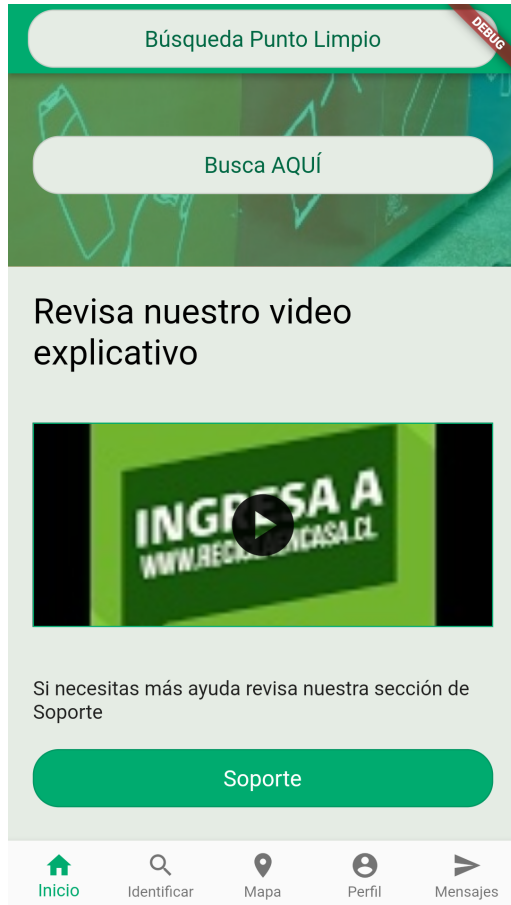 Búsqueda Punto Limpio
DEBUG
Busca AQUÍ
Revisa nuestro video
explicativo
INGRESA A
Si necesitas más ayuda revisa nuestra sección de
Soporte
Soporte
Inicio
Identificar
Mapa
Perfil
Mensajes